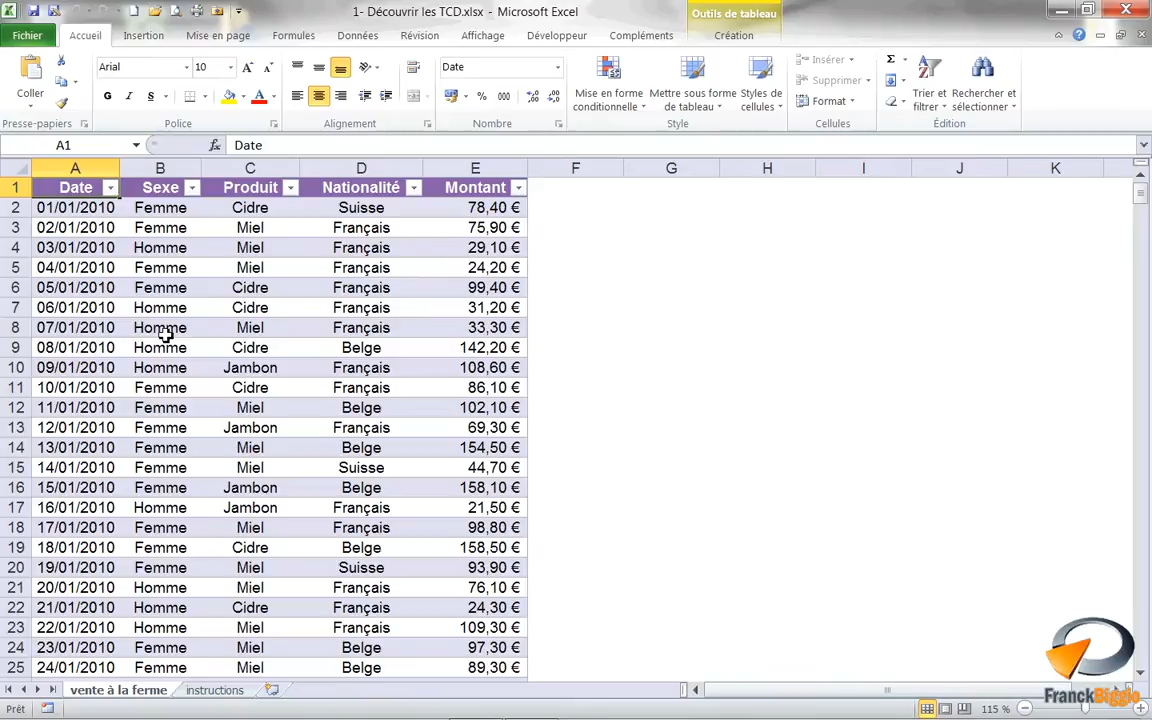 1- Découvrir les TCD.xlsx - Microsoft Excel
Outils de tableau
Fichier Accueil Insertion Mise en page Formules Données Révision Affichage Développeur Compléments Création
Coller
Arial 10
G I S
Date
% 000
Mise en forme conditionnelle
Mettre sous forme de tableau
Styles de cellules
Insérer
Supprimer
Format
Trier et filtrer
Rechercher et sélectionner
Presse-papiers Police Alignement Nombre Style Cellules Édition
A1 fx Date
A B C D E F G H I J K
1 Date Sexe Produit Nationalité Montant
2 01/01/2010 Femme Cidre Suisse 78,40 €
3 02/01/2010 Femme Miel Français 75,90 €
4 03/01/2010 Homme Miel Français 29,10 €
5 04/01/2010 Femme Miel Français 24,20 €
6 05/01/2010 Femme Cidre Français 99,40 €
7 06/01/2010 Homme Cidre Français 31,20 €
8 07/01/2010 Homme Miel Français 33,30 €
9 08/01/2010 Homme Cidre Belge 142,20 €
10 09/01/2010 Homme Jambon Français 108,60 €
11 10/01/2010 Femme Cidre Français 86,10 €
12 11/01/2010 Femme Miel Belge 102,10 €
13 12/01/2010 Femme Jambon Français 69,30 €
14 13/01/2010 Femme Miel Belge 154,50 €
15 14/01/2010 Femme Miel Suisse 44,70 €
16 15/01/2010 Femme Jambon Belge 158,10 €
17 16/01/2010 Homme Jambon Français 21,50 €
18 17/01/2010 Femme Miel Français 98,80 €
19 18/01/2010 Femme Cidre Belge 158,50 €
20 19/01/2010 Femme Miel Suisse 93,90 €
21 20/01/2010 Homme Miel Français 76,10 €
22 21/01/2010 Homme Cidre Français 24,30 €
23 22/01/2010 Homme Miel Français 109,30 €
24 23/01/2010 Femme Miel Belge 97,30 €
25 24/01/2010 Femme Miel Belge 89,30 €
vente à la ferme instructions
FranckBiggio
Prêt 115 %